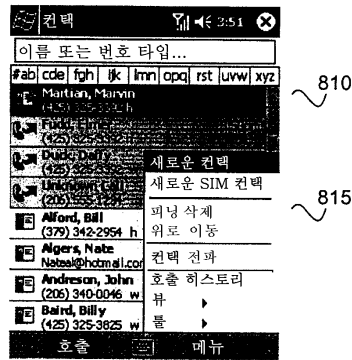 컨택 3:51
이름 또는 번호 타입...
#ab cde fgh ijk lmn opq rst uvw xyz
Martian, Marvin
810
새로운 컨택
새로운 SIM 컨택
815
피닝 삭제
위로 이동
컨택 전파
호출 히스토리
뷰
툴
Alford, Bill
(379) 342-2954 h
Algers, Nate
Nataal@hotmail.con
Andreson, John
(206) 340-0046 w
Baird, Billy
(425) 325-3825 w
호출 메뉴